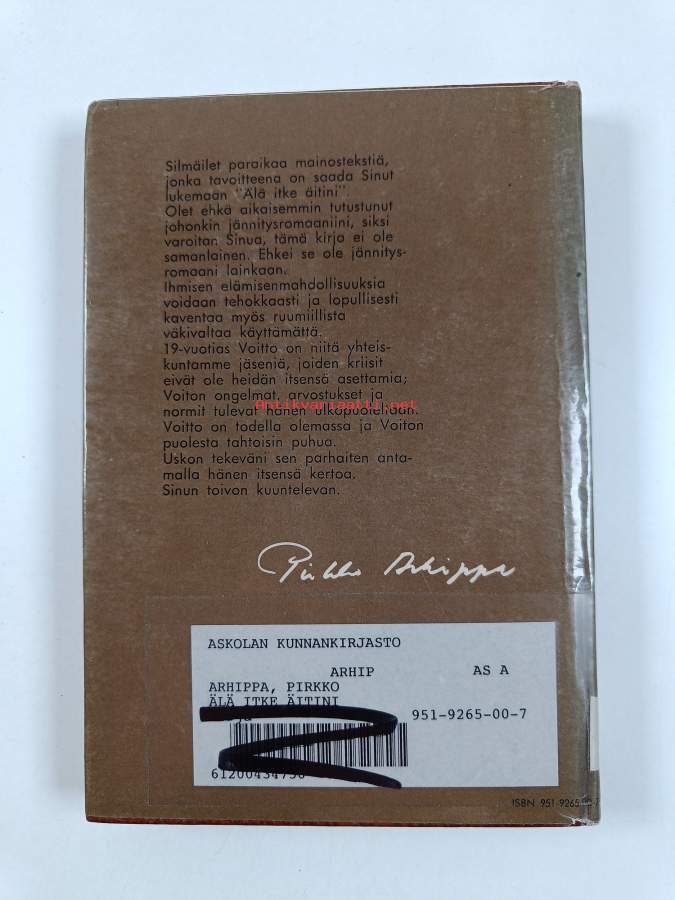 Silmäilet paraikaa mainostekstiä,
jonka tavoitteena on saada Sinut
lukemaan "Älä itke äitini".
Olet ehkä aikaisemmin tutustunut
johonkin jännitysromaaniini, siksi
varoitan Sinua, tämä kirja ei ole
samanlainen. Ehkei se ole jännitys-
romaani lainkaan.
Ihmisen elämisenmahdollisuuksia
voidaan tehokkaasti ja lopullisesti
kaventaa myös ruumiillista
väkivaltaa käyttämättä.
19-vuotias Voitto on niitä yhteis-
kuntamme jäseniä, joiden kriisit
eivät ole heidän itsensä asettamia;
Voiton ongelmat, arvostukset ja
Antikvariaatti.net
normit tulevat hänen ulkopuoleltaan.
Voitto on todella olemassa ja Voiton
puolesta tahtoisin puhua.
Uskon tekeväni sen parhaiten anta-
malla hänen itsensä kertoa.
Sinun toivon kuuntelevan.
Pirkko Arhippa
ASKOLAN KUNNANKIRJASTO
ARHIP AS A
ARHIPPA, PIRKKO
ÄLÄ ITKE ÄITINI
951-9265-00-7
ISBN 951-9265